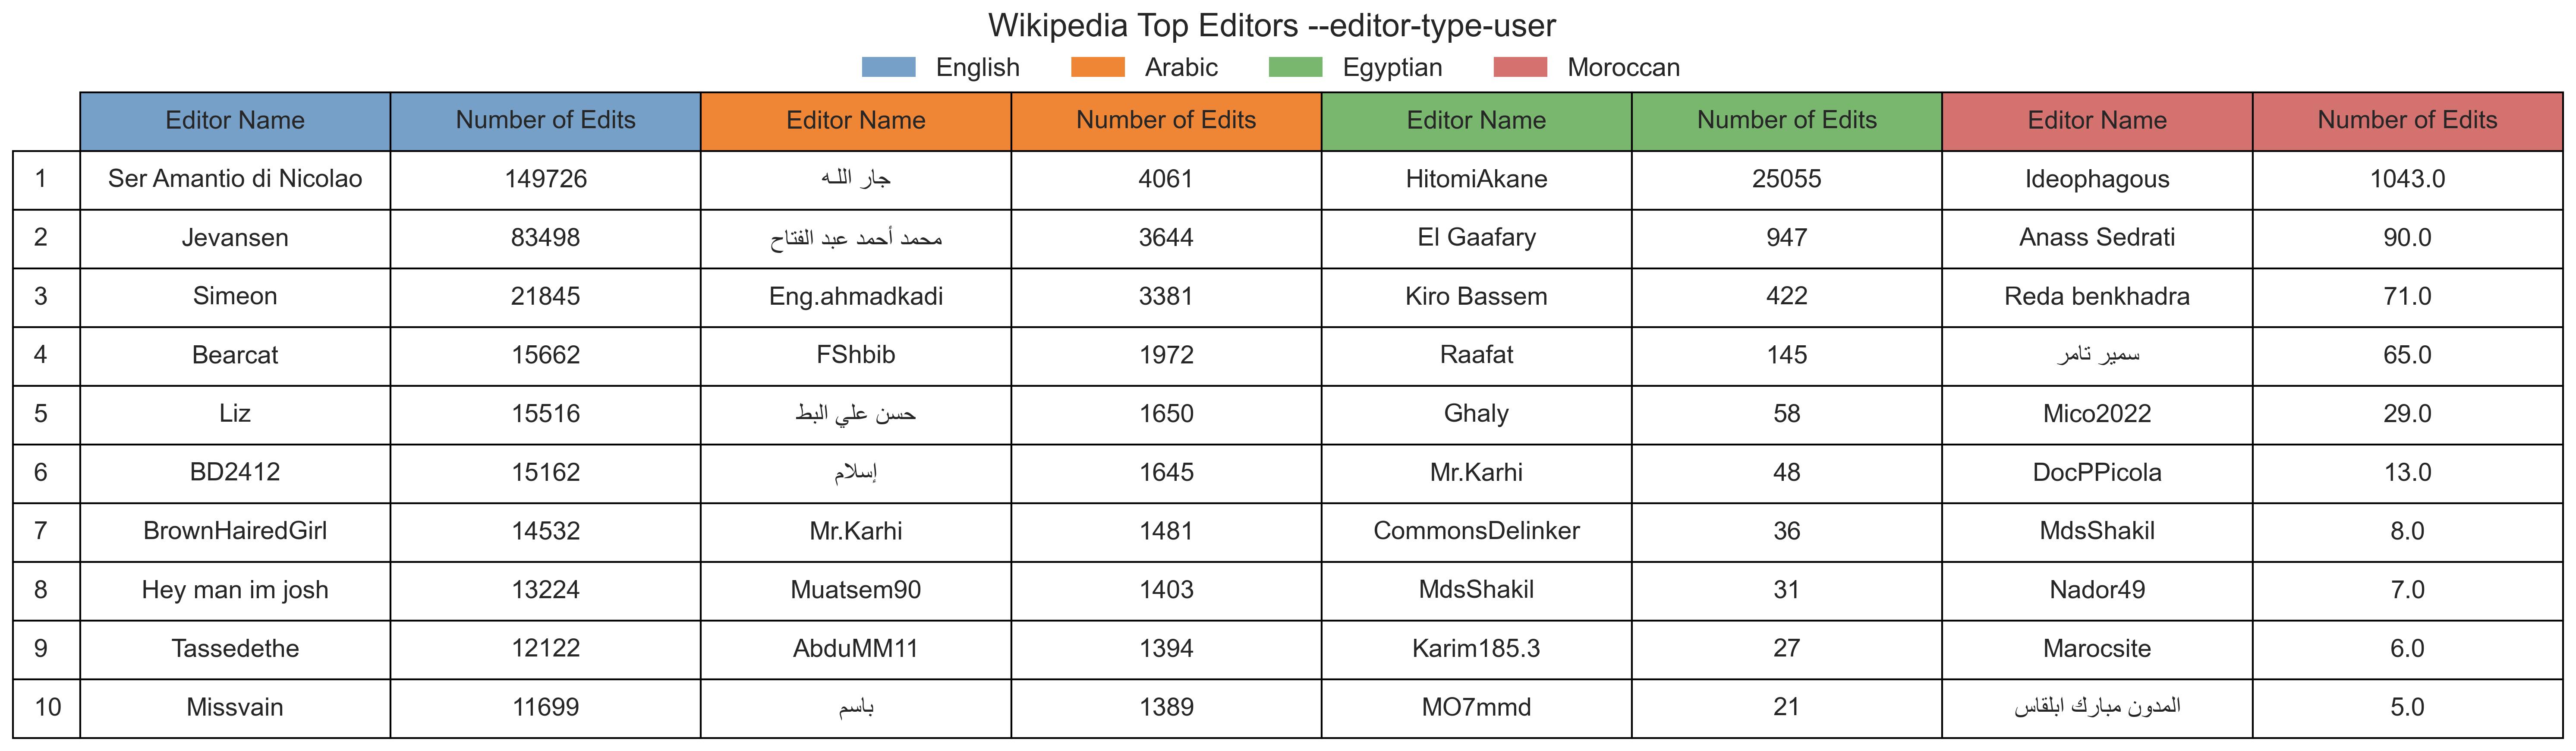 Wikipedia Top Editors --editor-type-user
English Arabic Egyptian Moroccan
Editor Name Number of Edits Editor Name Number of Edits Editor Name Number of Edits Editor Name Number of Edits
1 Ser Amantio di Nicolao 149726 جار اللـه 4061 HitomiAkane 25055 Ideophagous 1043.0
2 Jevansen 83498 محمد أحمد عبد الفتاح 3644 El Gaafary 947 Anass Sedrati 90.0
3 Simeon 21845 Eng.ahmadkadi 3381 Kiro Bassem 422 Reda benkhadra 71.0
4 Bearcat 15662 FShbib 1972 Raafat 145 سمير تامر 65.0
5 Liz 15516 حسن علي البط 1650 Ghaly 58 Mico2022 29.0
6 BD2412 15162 إسلام 1645 Mr.Karhi 48 DocPPicola 13.0
7 BrownHairedGirl 14532 Mr.Karhi 1481 CommonsDelinker 36 MdsShakil 8.0
8 Hey man im josh 13224 Muatsem90 1403 MdsShakil 31 Nador49 7.0
9 Tassedethe 12122 AbduMM11 1394 Karim185.3 27 Marocsite 6.0
10 Missvain 11699 باسم 1389 MO7mmd 21 المدون مبارك ابلقاس 5.0